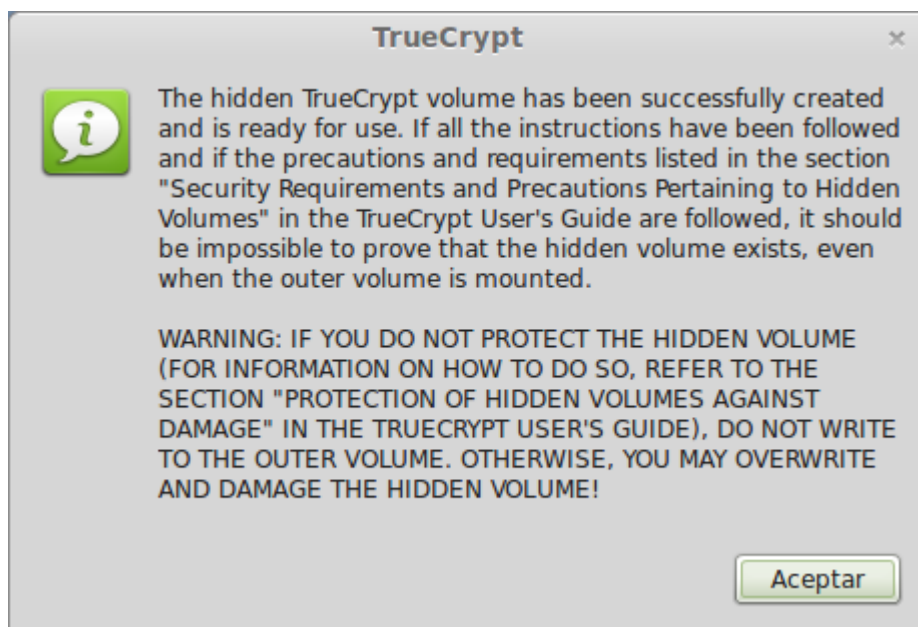 TrueCrypt
The hidden TrueCrypt volume has been successfully created
and is ready for use. If all the instructions have been followed
and if the precautions and requirements listed in the section
"Security Requirements and Precautions Pertaining to Hidden
Volumes" in the TrueCrypt User's Guide are followed, it should
be impossible to prove that the hidden volume exists, even
when the outer volume is mounted.
WARNING: IF YOU DO NOT PROTECT THE HIDDEN VOLUME
(FOR INFORMATION ON HOW TO DO SO, REFER TO THE
SECTION "PROTECTION OF HIDDEN VOLUMES AGAINST
DAMAGE" IN THE TRUECRYPT USER'S GUIDE), DO NOT WRITE
TO THE OUTER VOLUME. OTHERWISE, YOU MAY OVERWRITE
AND DAMAGE THE HIDDEN VOLUME!
Aceptar